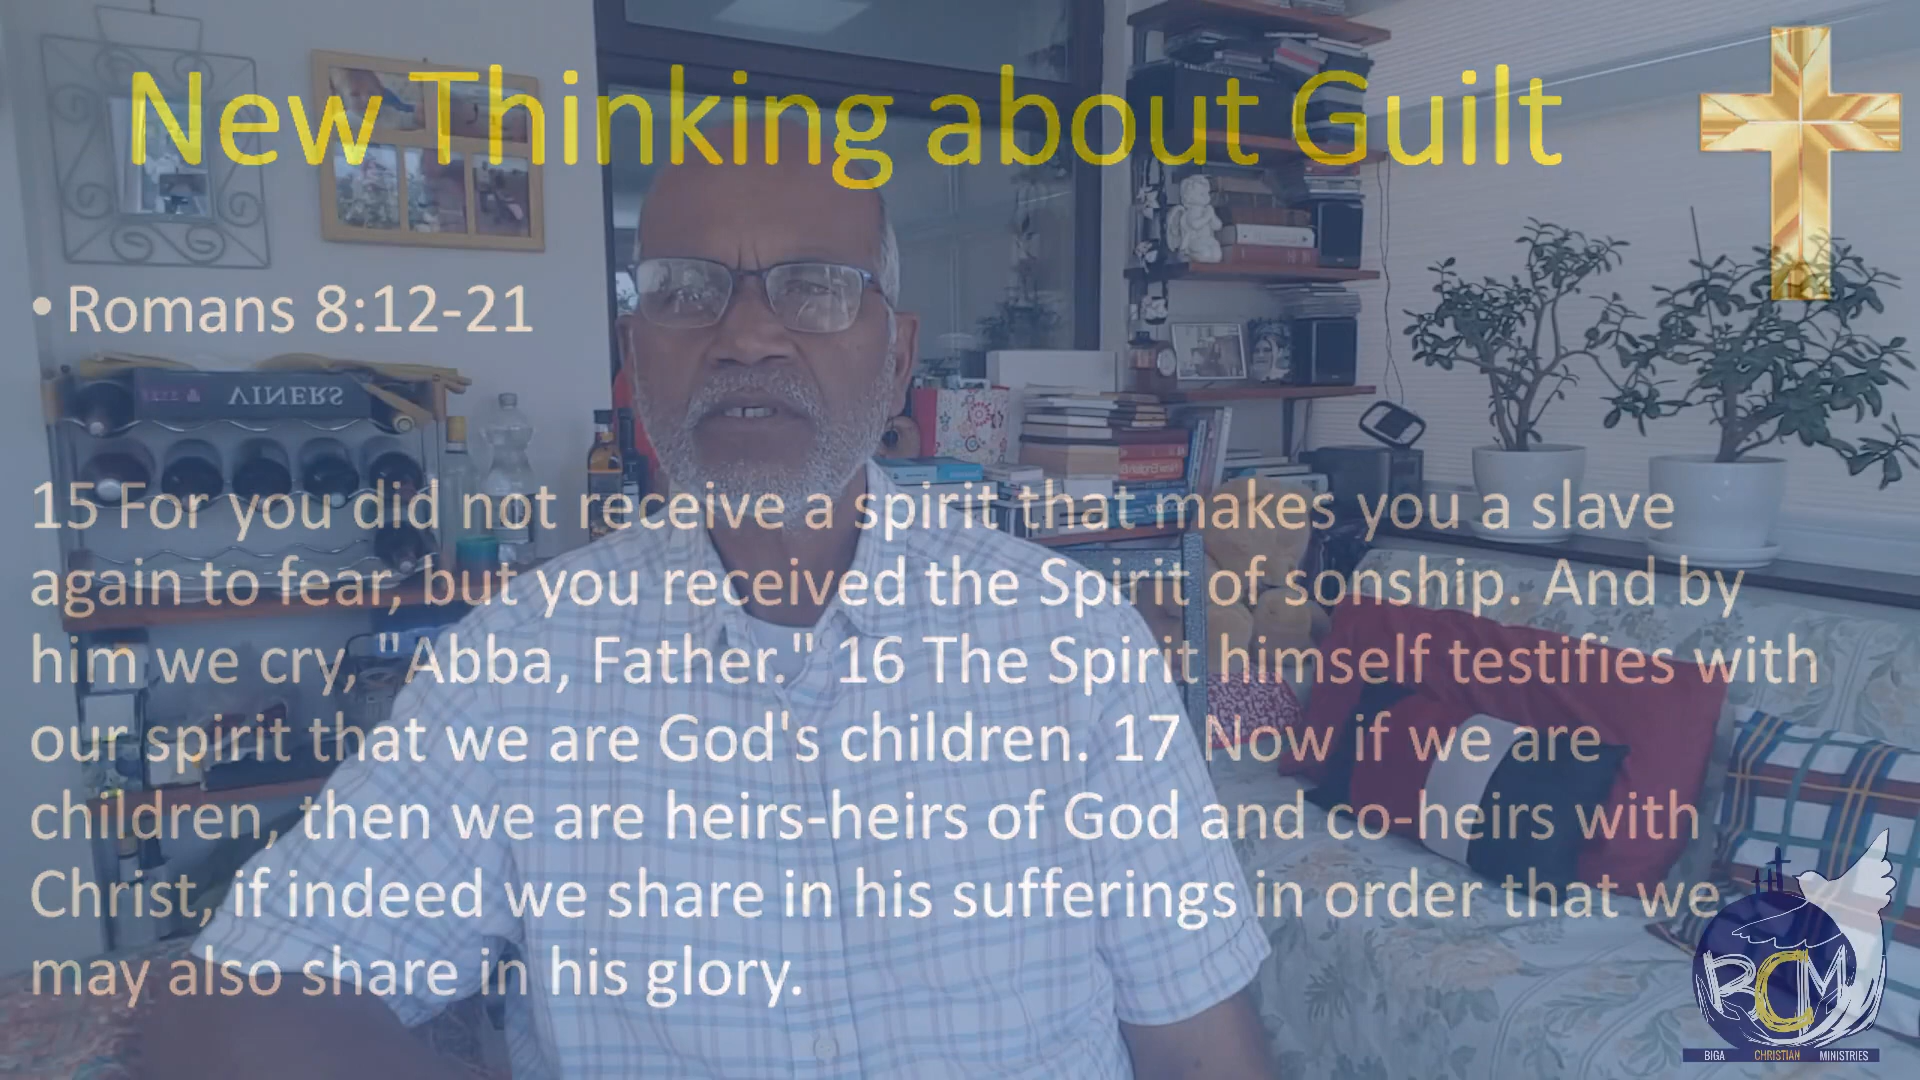 New Thinking about Guilt
• Romans 8:12-21
VINERS
15 For you did not receive a spirit that makes you a slave
again to fear, but you received the Spirit of sonship. And by
him we cry, "Abba, Father." 16 The Spirit himself testifies with
our spirit that we are God's children. 17 Now if we are
children, then we are heirs-heirs of God and co-heirs with
Christ, if indeed we share in his sufferings in order that we
may also share in his glory.
BCM
BIGA CHRISTIAN MINISTRIES